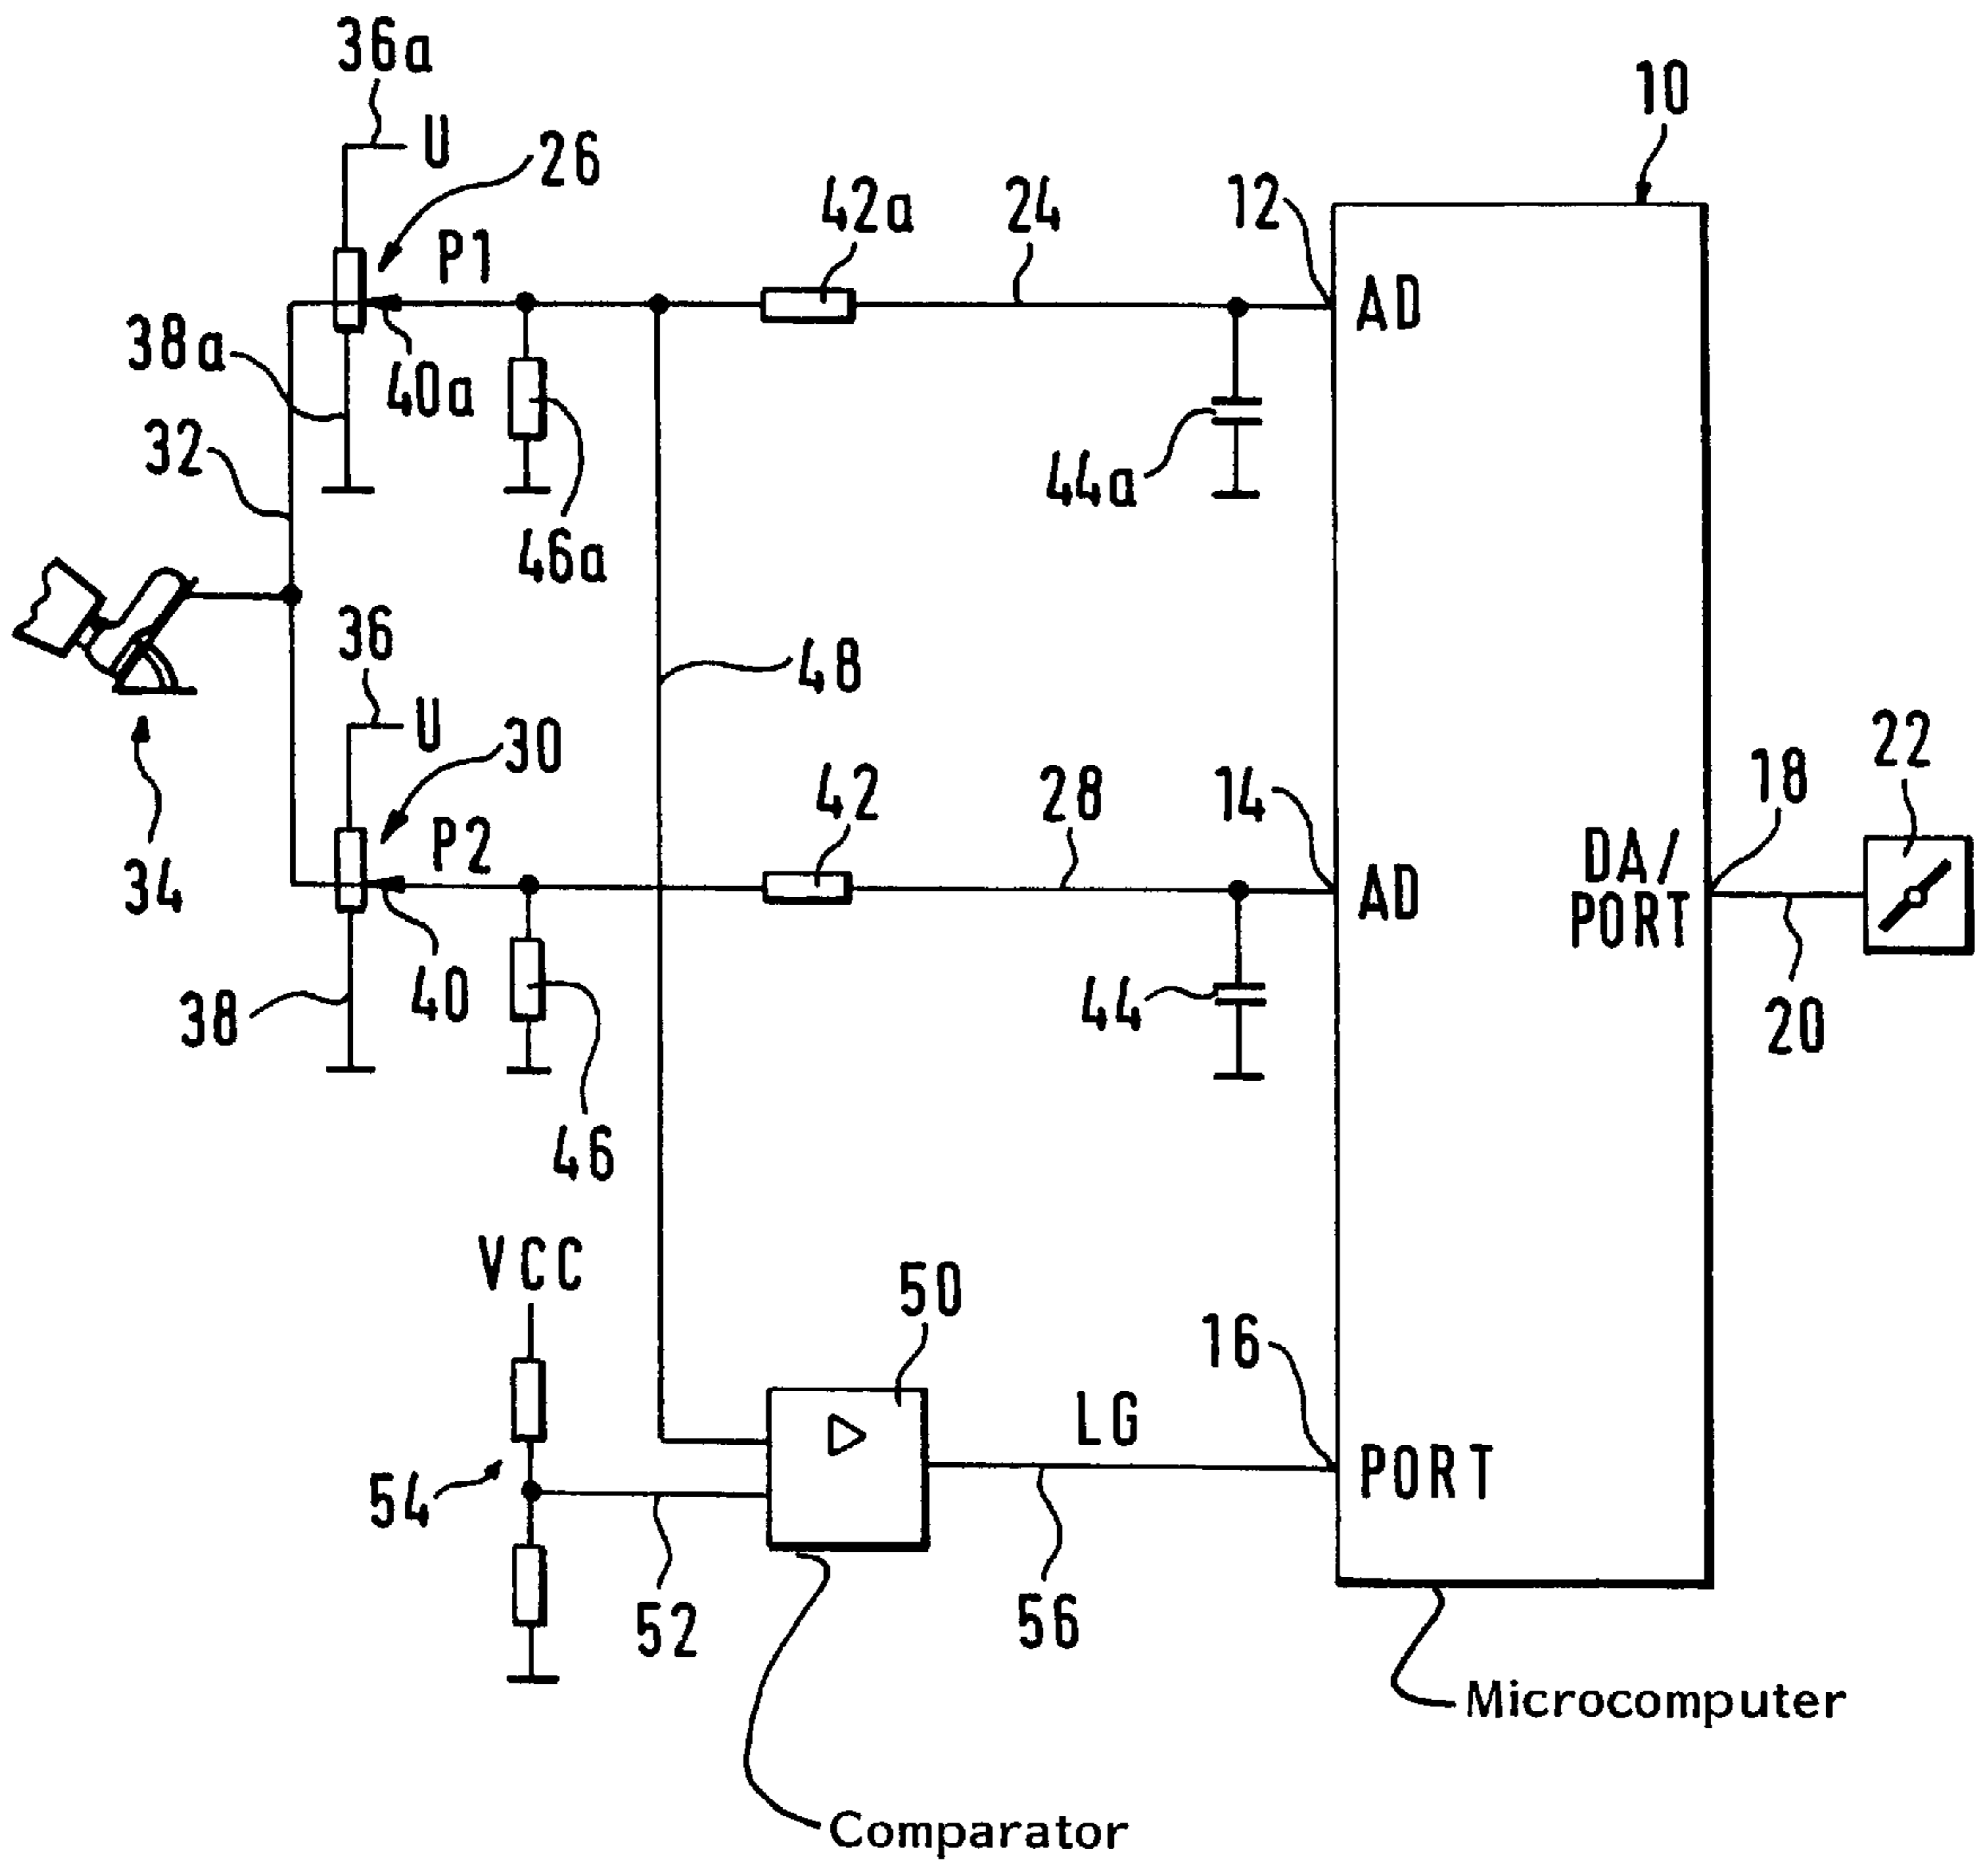 36a
U
26
10
P1
42a
24
12
AD
38a
40a
32
44a
46a
36
48
U
30
22
P2
42
28
14
18
DA/
PORT
AD
34
38
40
44
20
46
VCC
50
16
LG
PORT
54
52
56
Microcomputer
Comparator